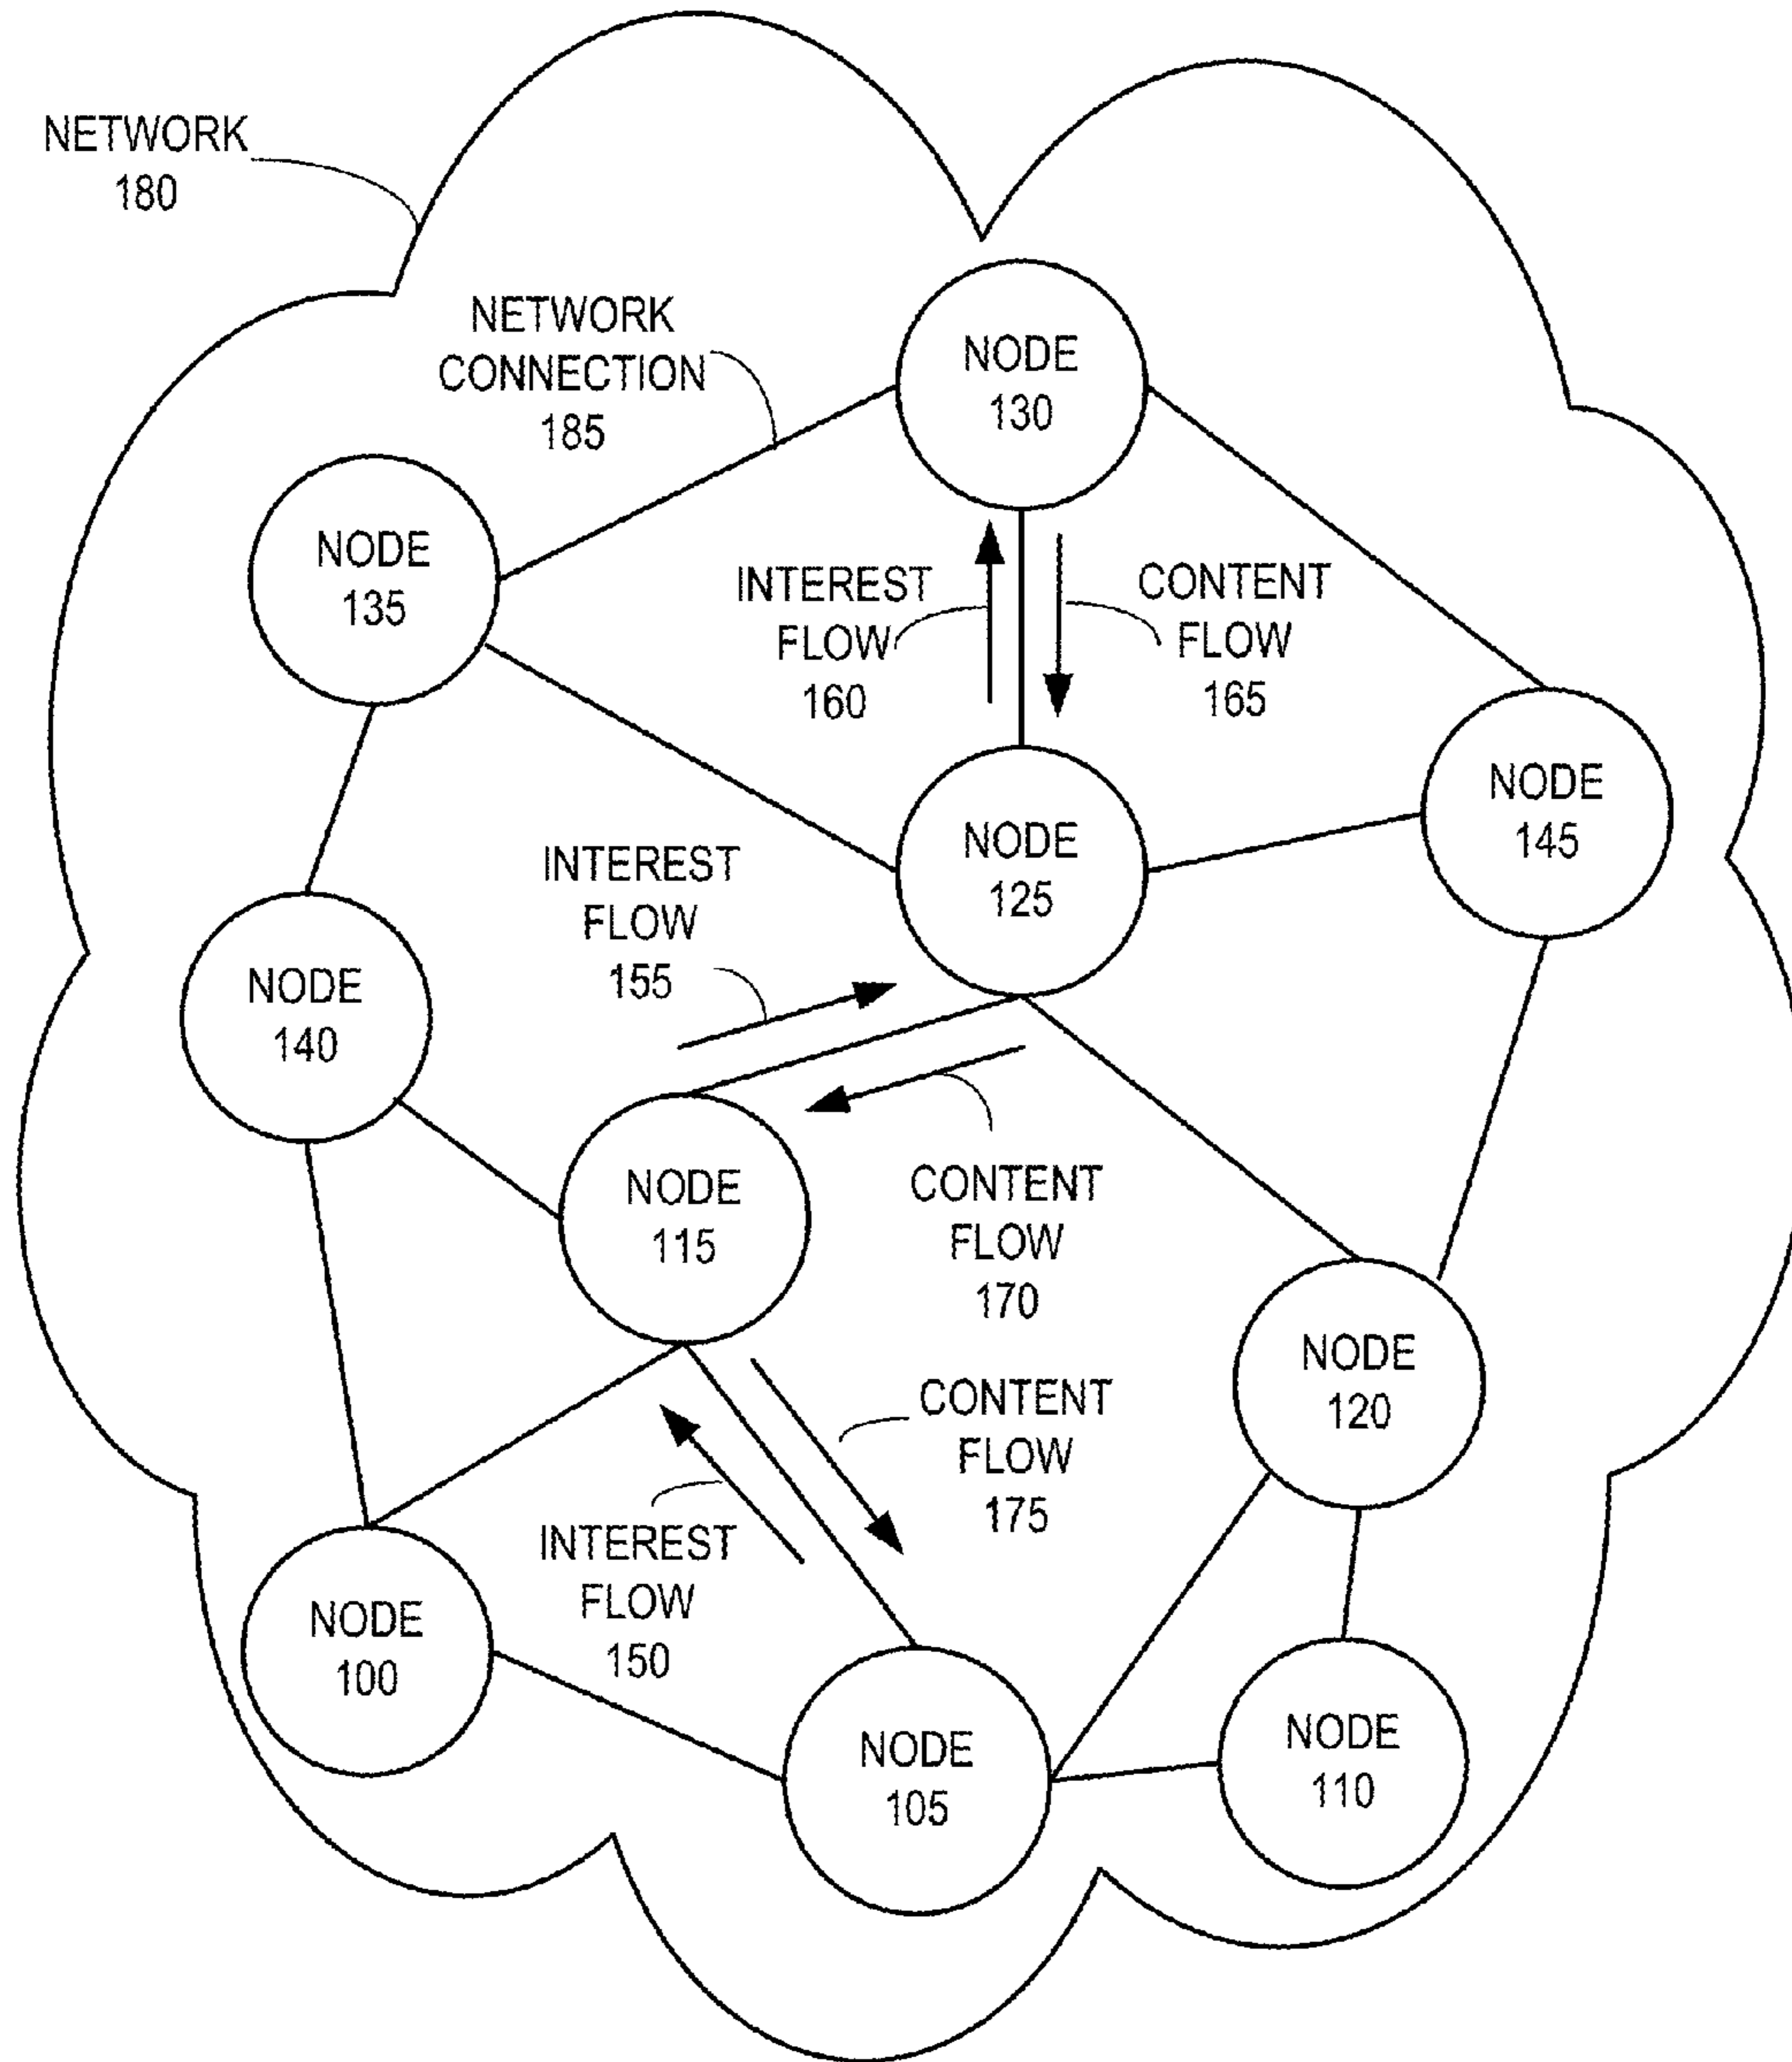 NETWORK
180
NETWORK
CONNECTION
185
NODE
130
NODE
135
INTEREST
FLOW
160
CONTENT
FLOW
165
NODE
145
NODE
125
INTEREST
FLOW
155
NODE
140
NODE
115
CONTENT
FLOW
170
NODE
120
CONTENT
FLOW
175
INTEREST
FLOW
150
NODE
100
NODE
105
NODE
110